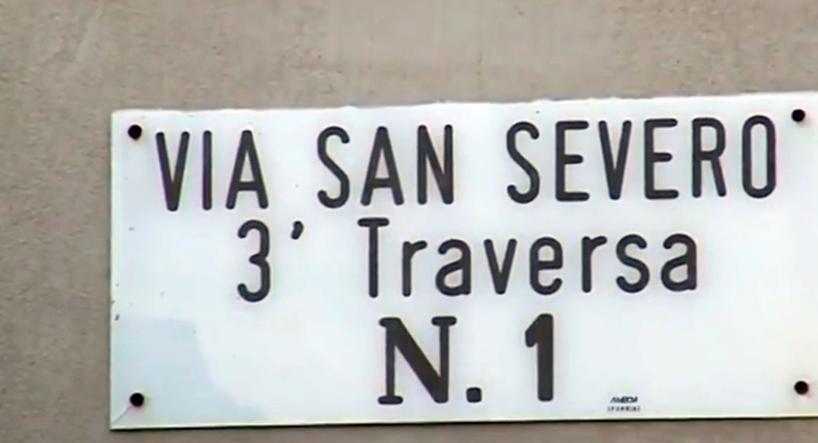 VIA SAN SEVERO
3' Traversa
N. 1